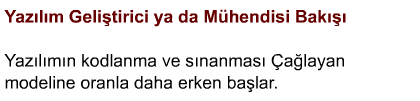 Yazılım Geliştirici ya da Mühendisi Bakışı
Yazılımın kodlanma ve sınanması Çağlayan
modeline oranla daha erken başlar.